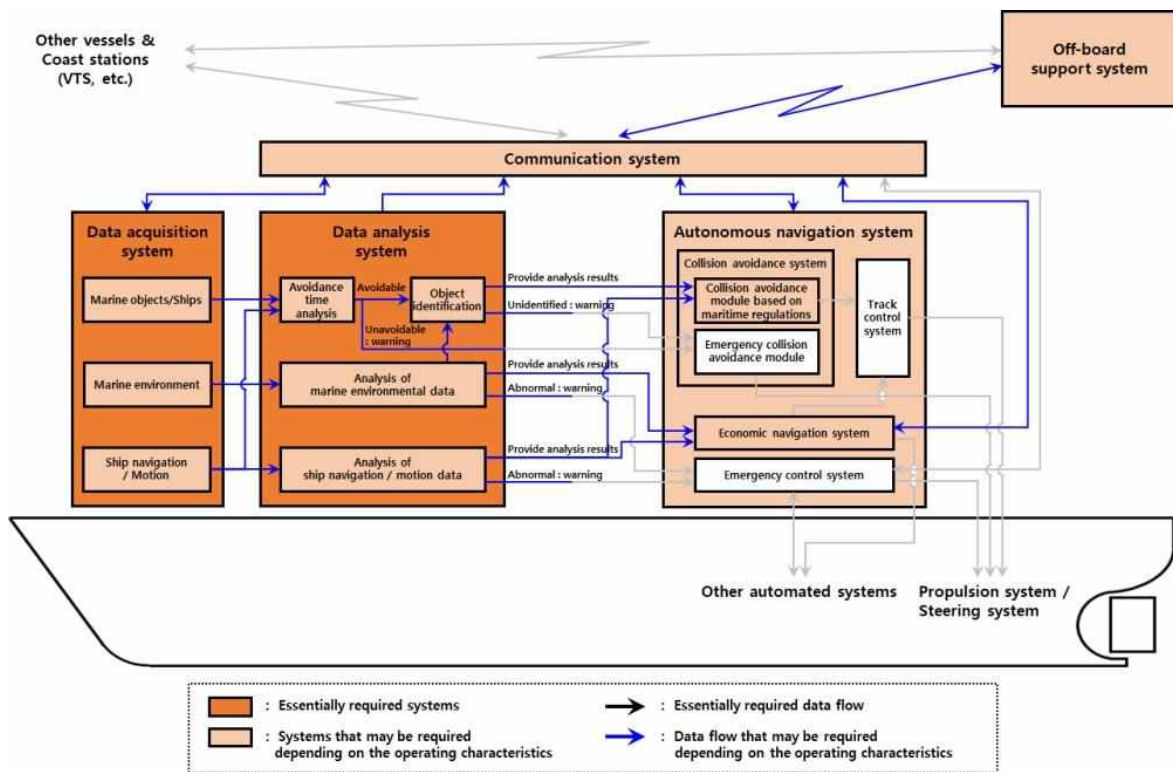 Other vessels &
Coast stations
(VTS, etc.)
Off-board
support system
Communication system
Data acquisition
system
Data analysis
system
Autonomous navigation system
Marine objects/Ships
Avoidance
time
analysis
Avoidable
Object
identification
Unavoidable
: warning
Provide analysis results
Unidentified : warning
Collision avoidance system
Collision avoidance
module based on
maritime regulations
Emergency collision
avoidance module
Track
control
system
Marine environment
Analysis of
marine environmental data
Provide analysis results
Abnormal : warning
Economic navigation system
Ship navigation
/ Motion
Analysis of
ship navigation / motion data
Provide analysis results
Abnormal : warning
Emergency control system
Other automated systems
Propulsion system /
Steering system
: Essentially required systems
: Essentially required data flow
: Systems that may be required
depending on the operating characteristics
: Data flow that may be required
depending on the operating characteristics